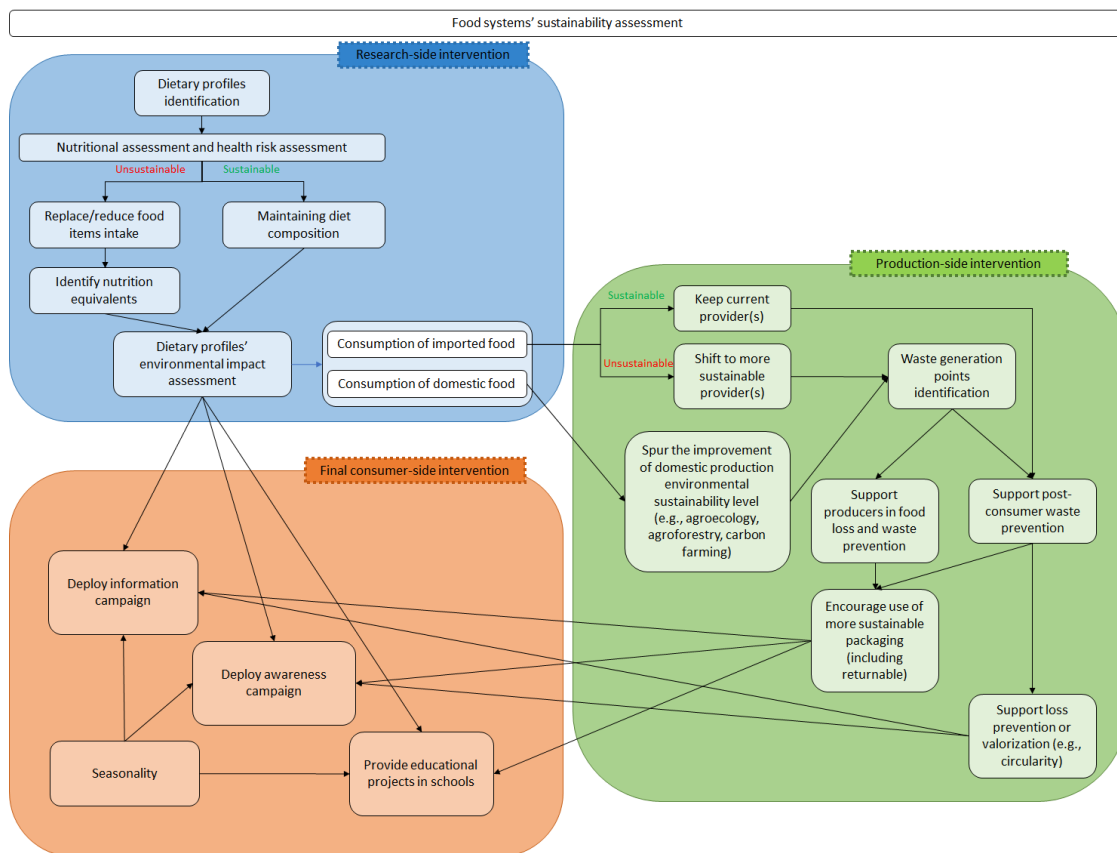 Food systems’ sustainability assessment
Research-side intervention
Dietary profiles
identification
Nutritional assessment and health risk assessment
Unsustainable
Sustainable
Replace/reduce food
items intake
Maintaining diet
composition
Identify nutrition
equivalents
Dietary profiles’
environmental impact
assessment
Consumption of imported food
Consumption of domestic food
Production-side intervention
Sustainable
Keep current
provider(s)
Unsustainable
Shift to more
sustainable
provider(s)
Waste generation
points
identification
Spur the improvement
of domestic production
environmental
sustainability level
(e.g., agroecology,
agroforestry, carbon
farming)
Support
producers in food
loss and waste
prevention
Support post-
consumer waste
prevention
Encourage use of
more sustainable
packaging
(including
returnable)
Support loss
prevention or
valorization (e.g.,
circularity)
Final consumer-side intervention
Deploy information
campaign
Deploy awareness
campaign
Seasonality
Provide educational
projects in schools